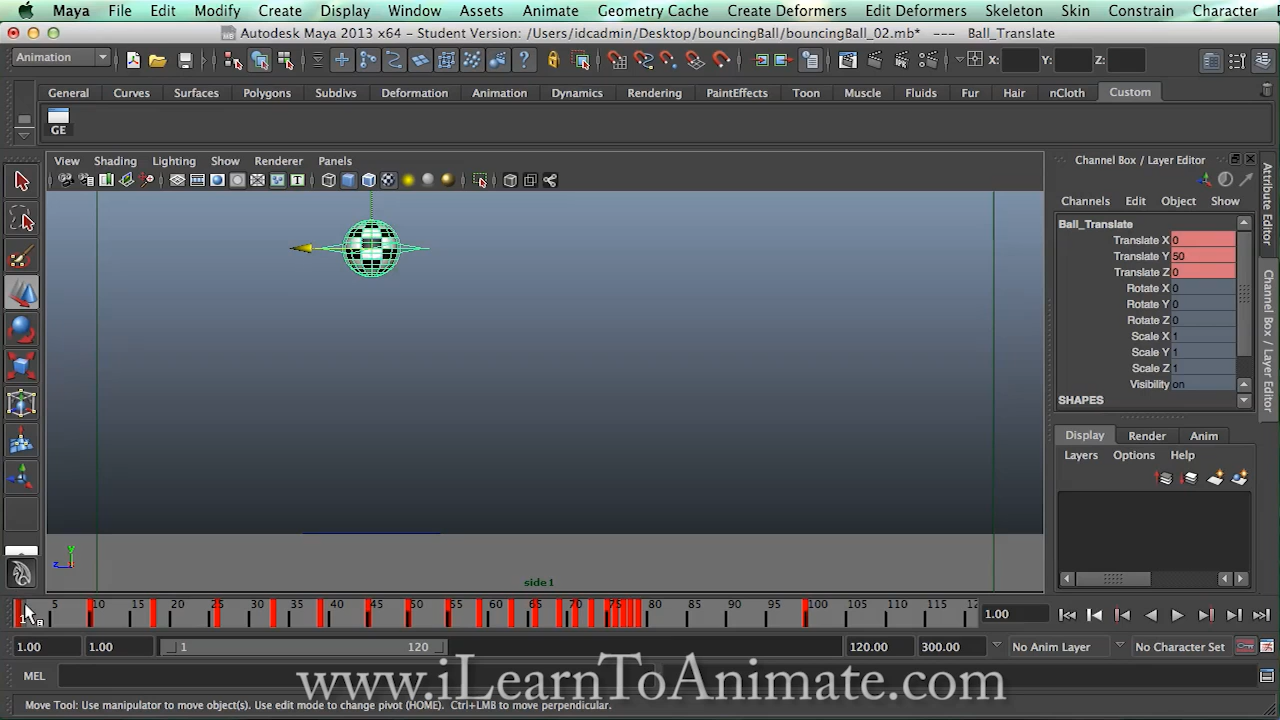 Maya File Edit Modify Create Display Window Assets Animate Geometry Cache Create Deformers Edit Deformers Skeleton Skin Constrain Character
Autodesk Maya 2013 x64 - Student Version: /Users/idcadmin/Desktop/bouncingBall/bouncingBall_02.mb* --- Ball_Translate
Animation X: Y: Z:
General Curves Surfaces Polygons Subdivs Deformation Animation Dynamics Rendering PaintEffects Toon Muscle Fluids Fur Hair nCloth Custom
GE
View Shading Lighting Show Renderer Panels
Channel Box / Layer Editor
Channels Edit Object Show
Ball_Translate
Translate X 0
Translate Y 50
Translate Z 0
Rotate X 0
Rotate Y 0
Rotate Z 0
Scale X 1
Scale Y 1
Scale Z 1
Visibility on
SHAPES
Attribute Editor
Channel Box / Layer Editor
Display Render Anim
Layers Options Help
y
z
side1
5 10 15 20 25 30 35 40 45 50 55 60 65 70 75 80 85 90 95 100 105 110 115 12
1
1.00
1.00 1.00 1 120 120.00 300.00 No Anim Layer No Character Set
MEL
www.iLearnToAnimate.com
Move Tool: Use manipulator to move object(s). Use edit mode to change pivot (HOME). Ctrl+LMB to move perpendicular.